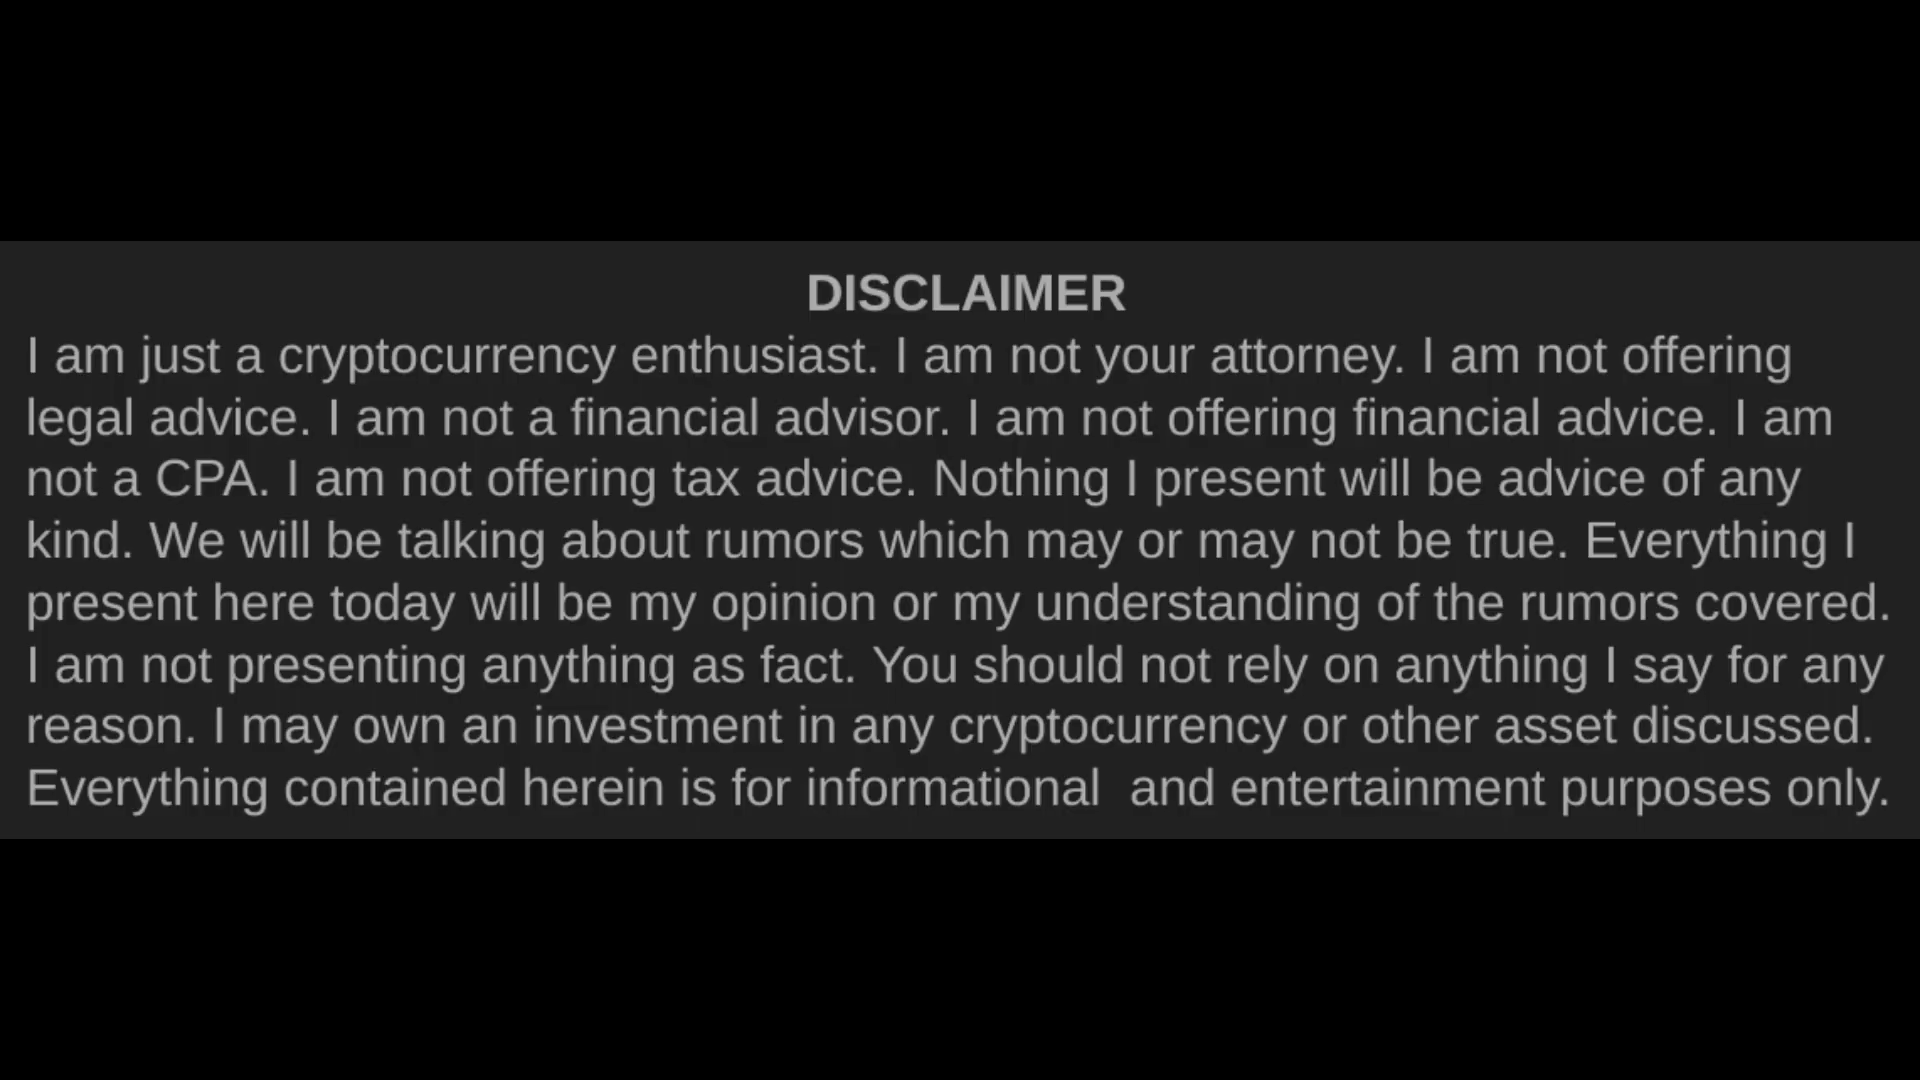 DISCLAIMER
I am just a cryptocurrency enthusiast. I am not your attorney. I am not offering
legal advice. I am not a financial advisor. I am not offering financial advice. I am
not a CPA. I am not offering tax advice. Nothing I present will be advice of any
kind. We will be talking about rumors which may or may not be true. Everything I
present here today will be my opinion or my understanding of the rumors covered.
I am not presenting anything as fact. You should not rely on anything I say for any
reason. I may own an investment in any cryptocurrency or other asset discussed.
Everything contained herein is for informational  and entertainment purposes only.